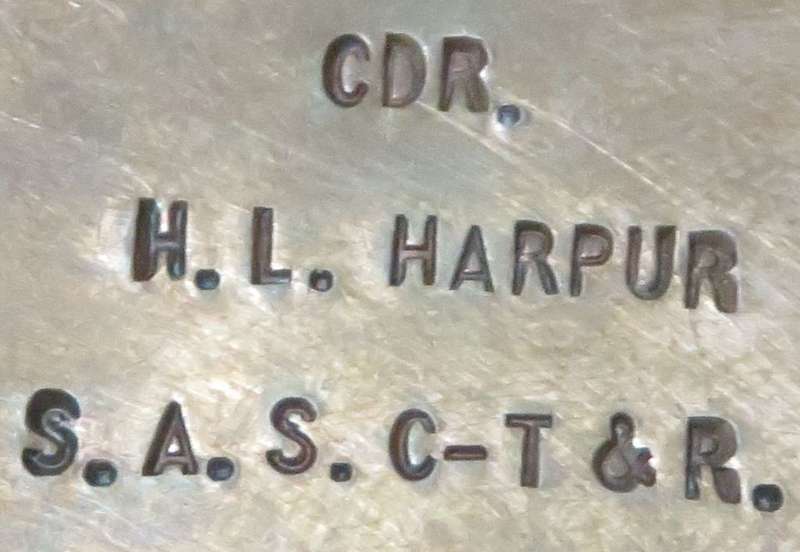 CDR.
H. L. HARPUR
S. A. S. C-T & R.